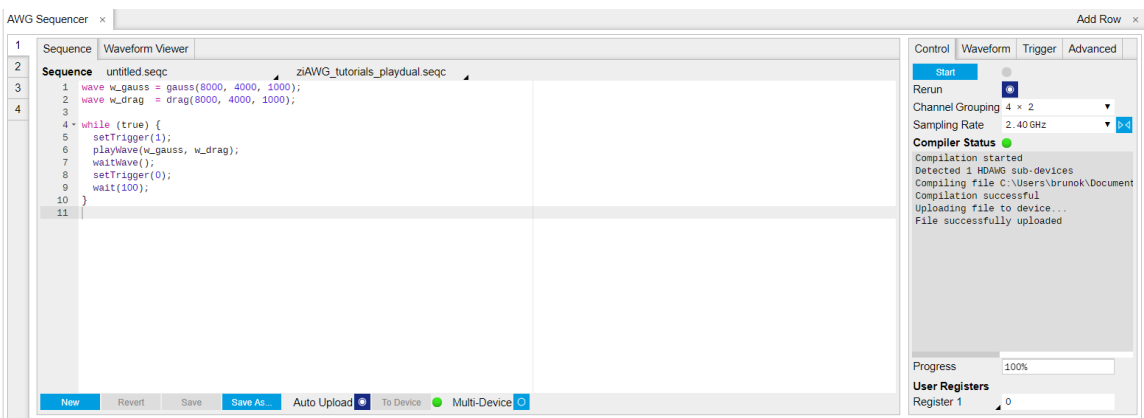 AWG Sequencer × Add Row ×
1
2
3
4
Sequence Waveform Viewer
Sequence untitled.seqc ziAWG_tutorials_playdual.seqc
1 wave w_gauss = gauss(8000, 4000, 1000);
2 wave w_drag  = drag(8000, 4000, 1000);
3
4 while (true) {
5   setTrigger(1);
6   playWave(w_gauss, w_drag);
7   waitWave();
8   setTrigger(0);
9   wait(100);
10 }
11
New Revert Save Save As... Auto Upload To Device Multi-Device
Control Waveform Trigger Advanced
Start
Rerun
Channel Grouping 4 × 2
Sampling Rate 2.40 GHz
Compiler Status
Compilation started
Detected 1 HDAWG sub-devices
Compiling file C:\Users\brunok\Document
Compilation successful
Uploading file to device...
File successfully uploaded
Progress 100%
User Registers
Register 1 0